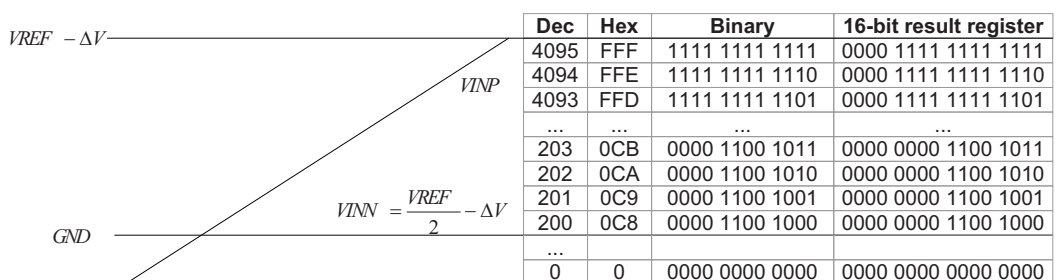 VREF − ΔV
VINP
VINN = VREF/2 − ΔV
GND
Dec Hex Binary 16-bit result register
4095 FFF 1111 1111 1111 0000 1111 1111 1111
4094 FFE 1111 1111 1110 0000 1111 1111 1110
4093 FFD 1111 1111 1101 0000 1111 1111 1101
... ... ... ...
203 0CB 0000 1100 1011 0000 0000 1100 1011
202 0CA 0000 1100 1010 0000 0000 1100 1010
201 0C9 0000 1100 1001 0000 0000 1100 1001
200 0C8 0000 1100 1000 0000 0000 1100 1000
...
0 0 0000 0000 0000 0000 0000 0000 0000